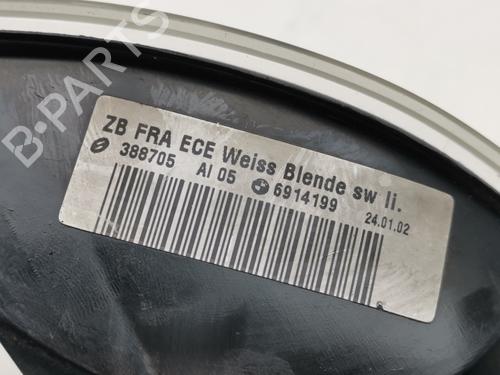 ZB FRA ECE Weiss Blende sw li.
388705 AI 05 6914199
24.01.02
B-PARTS